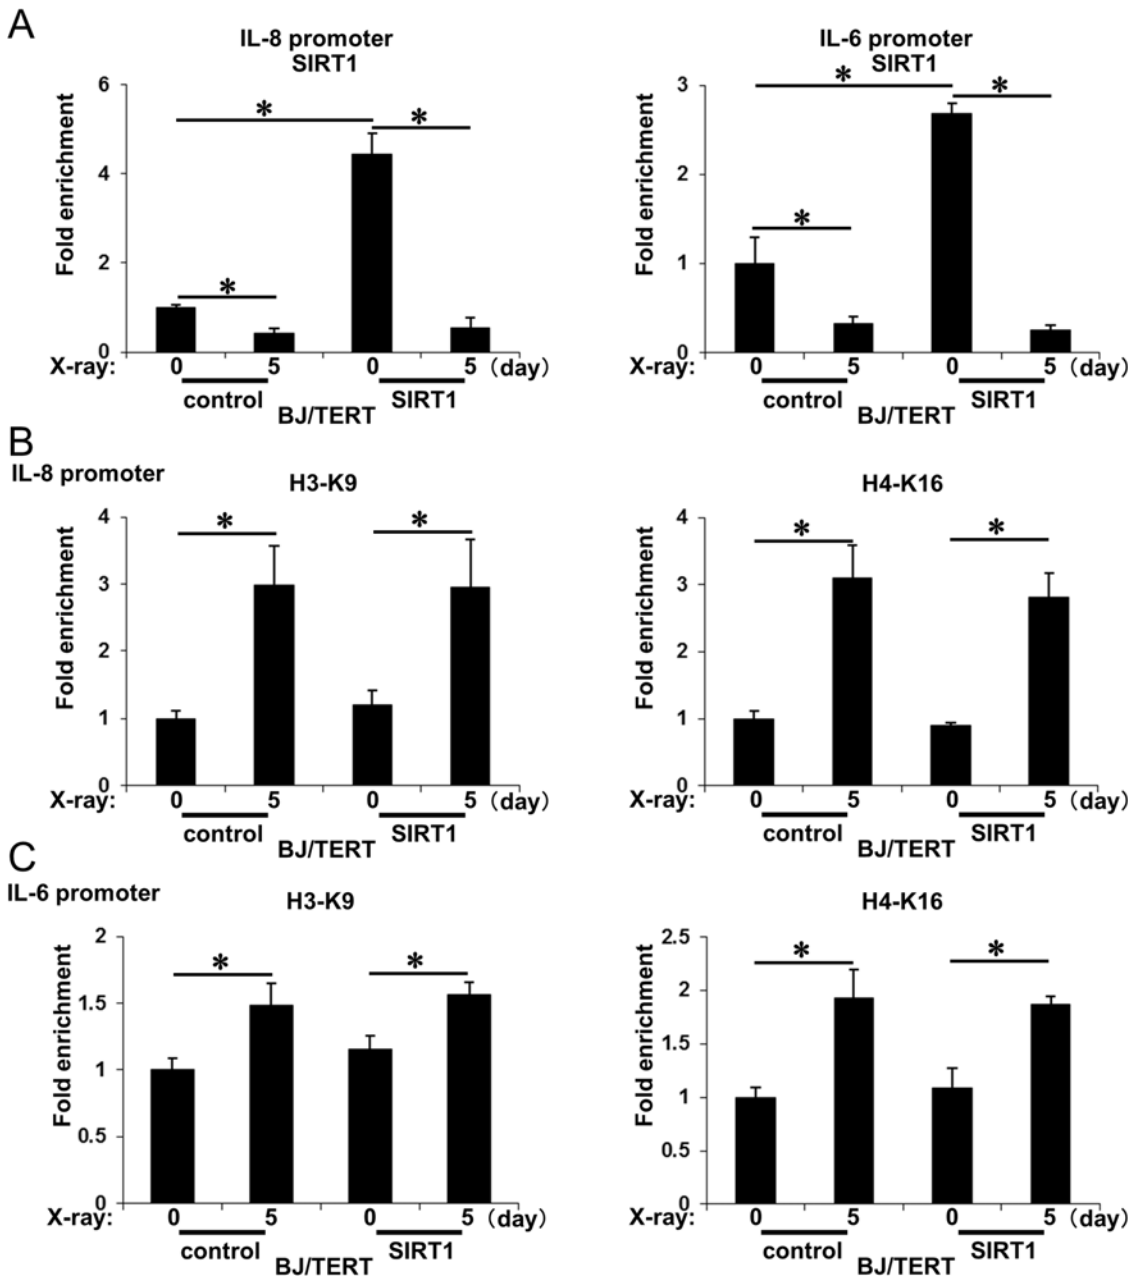 A
IL-8 promoter
SIRT1
Fold enrichment
6
4
2
0
*
*
*
X-ray: 0 5 0 5 (day)
control SIRT1
BJ/TERT
IL-6 promoter
SIRT1
Fold enrichment
3
2
1
0
*
*
*
X-ray: 0 5 0 5 (day)
control SIRT1
BJ/TERT
B
IL-8 promoter
H3-K9
Fold enrichment
4
3
2
1
0
*
*
X-ray: 0 5 0 5 (day)
control SIRT1
BJ/TERT
H4-K16
Fold enrichment
4
3
2
1
0
*
*
X-ray: 0 5 0 5 (day)
control SIRT1
BJ/TERT
C
IL-6 promoter
H3-K9
Fold enrichment
2
1.5
1
0.5
0
*
*
X-ray: 0 5 0 5 (day)
control SIRT1
BJ/TERT
H4-K16
Fold enrichment
2.5
2
1.5
1
0.5
0
*
*
X-ray: 0 5 0 5 (day)
control SIRT1
BJ/TERT